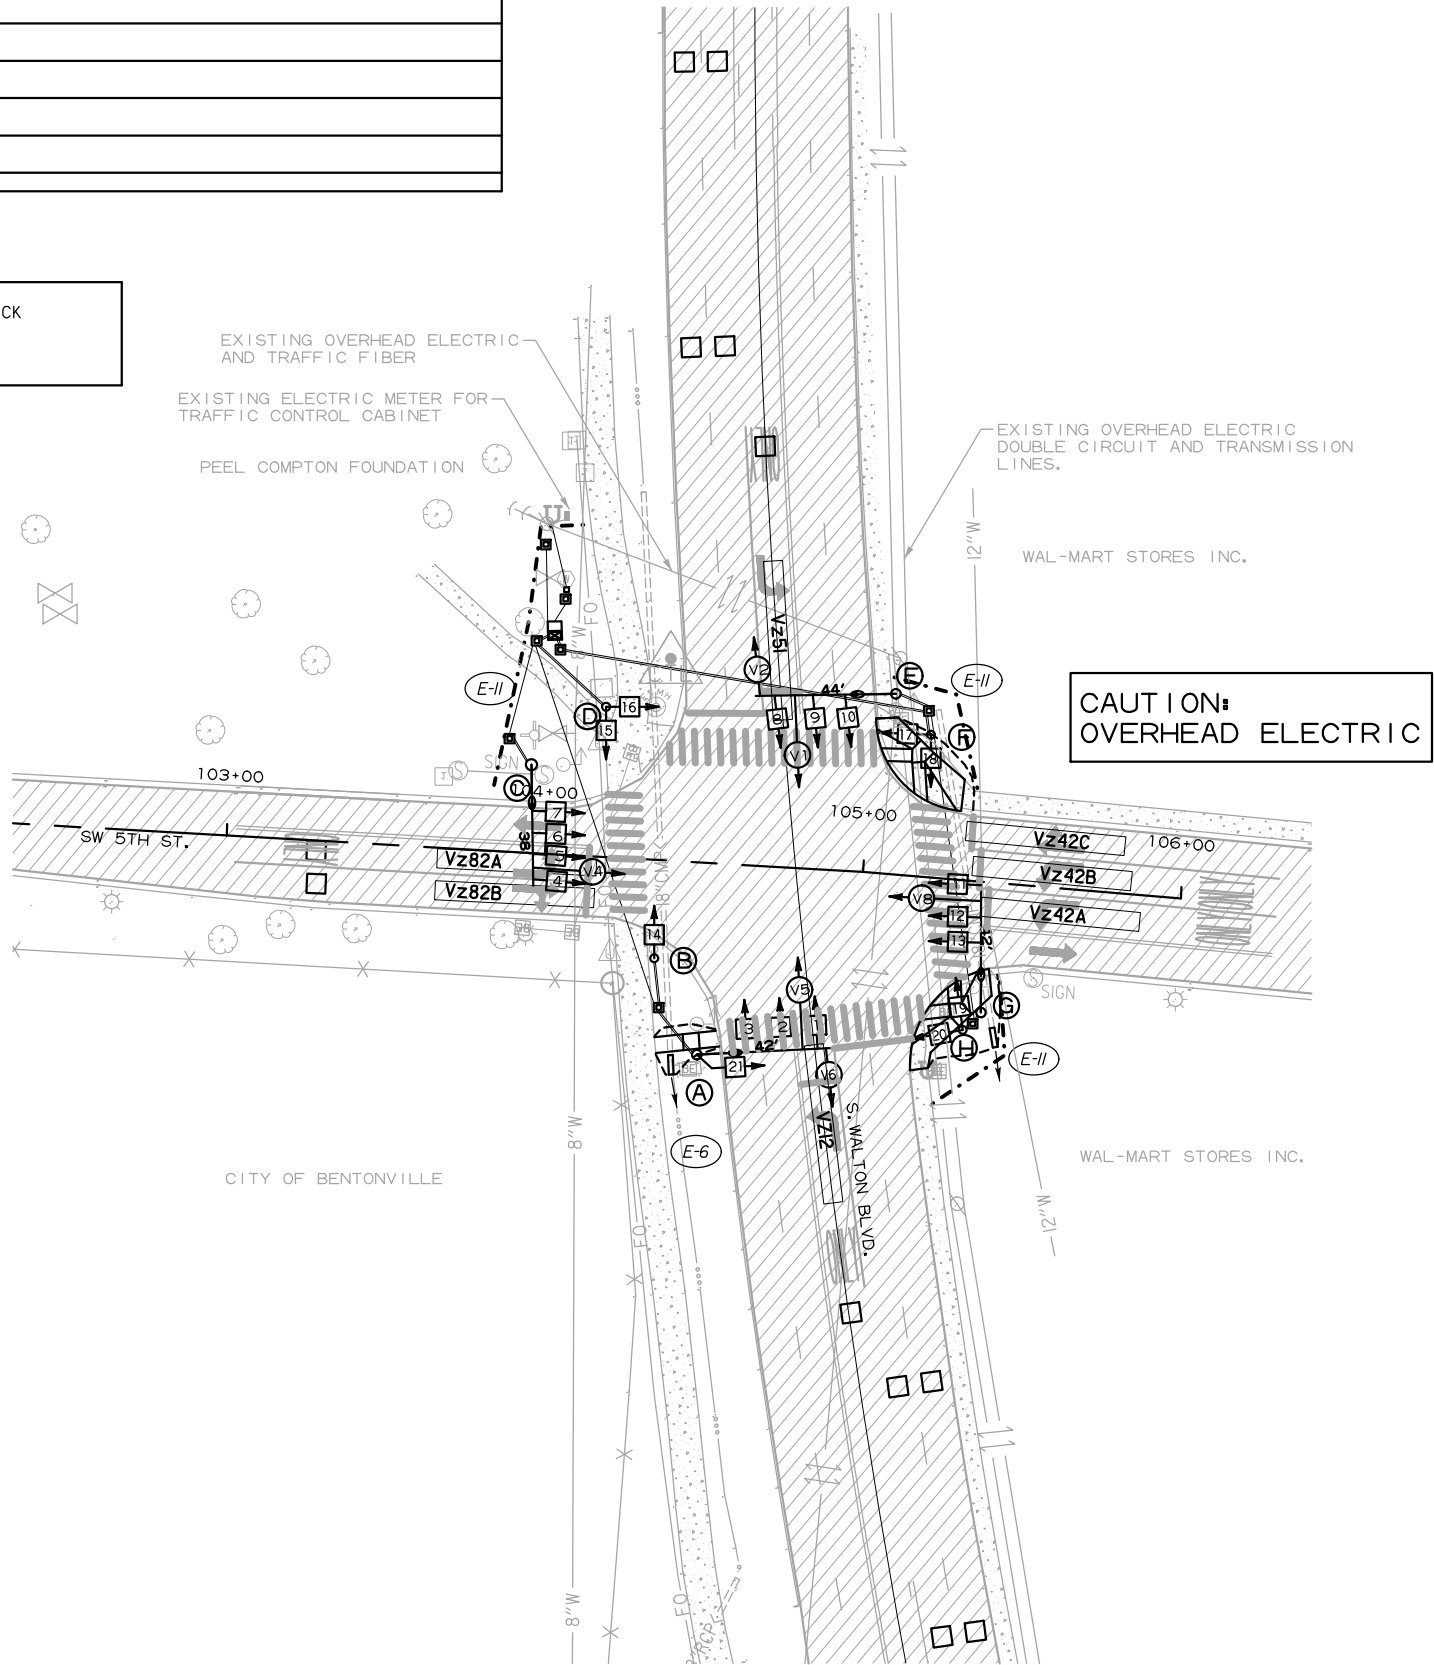 CK
EXISTING OVERHEAD ELECTRIC
AND TRAFFIC FIBER
EXISTING ELECTRIC METER FOR
TRAFFIC CONTROL CABINET
PEEL COMPTON FOUNDATION
EXISTING OVERHEAD ELECTRIC
DOUBLE CIRCUIT AND TRANSMISSION
LINES.
12"W
WAL-MART STORES INC.
FO
Vz51
V2
44'
E
E-11
E-11
CAUTION:
OVERHEAD ELECTRIC
D
16
15
8
9
10
V1
17
18
F
SIGN
103+00
C
104+00
105+00
106+00
SW 5TH ST.
7
6
5
4
38'
V4
Vz82A
Vz82B
8"CMP
Vz42C
Vz42B
Vz42A
11
V8
12
13
14
B
V5
3
2
1
42'
21
A
V6
19
20
G
H
SIGN
E-11
E-6
VZ12
S. WALTON BLVD.
8"W
CITY OF BENTONVILLE
WAL-MART STORES INC.
12"W
FO
8"W
FO